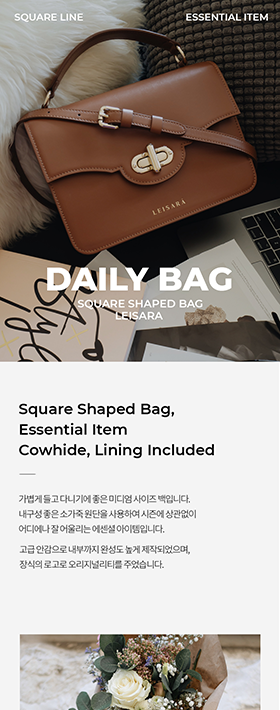 SQUARE LINE
ESSENTIAL ITEM
LEISARA
DAILY BAG
SQUARE SHAPED BAG
LEISARA
Square Shaped Bag,
Essential Item
Cowhide, Lining Included
가볍게 들고 다니기에 좋은 미디엄 사이즈 백입니다.
내구성 좋은 소가죽 원단을 사용하여 시즌에 상관없이
어디에나 잘 어울리는 에센셜 아이템입니다.
고급 안감으로 내부까지 완성도 높게 제작되었으며,
장식의 로고로 오리지널리티를 주었습니다.